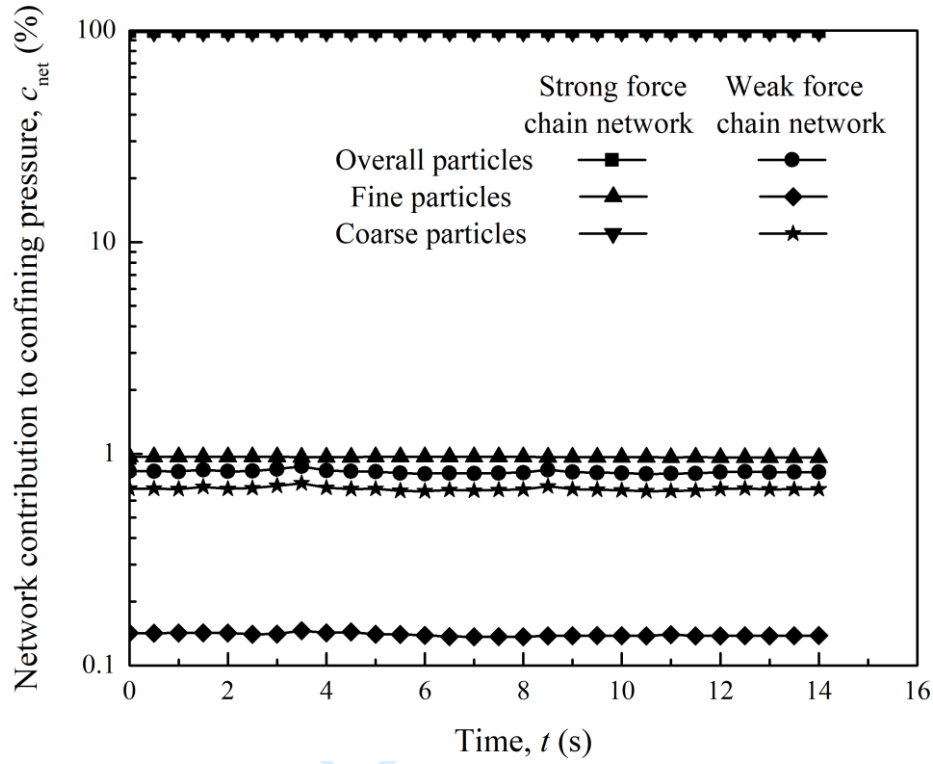 Network contribution to confining pressure, c_net (%)
100
10
1
0.1
Strong force Weak force
chain network chain network
Overall particles
Fine particles
Coarse particles
0 2 4 6 8 10 12 14 16
Time, t (s)